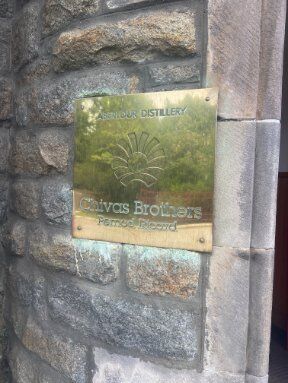 ABERLOUR DISTILLERY
Chivas Brothers
Pernod Ricard